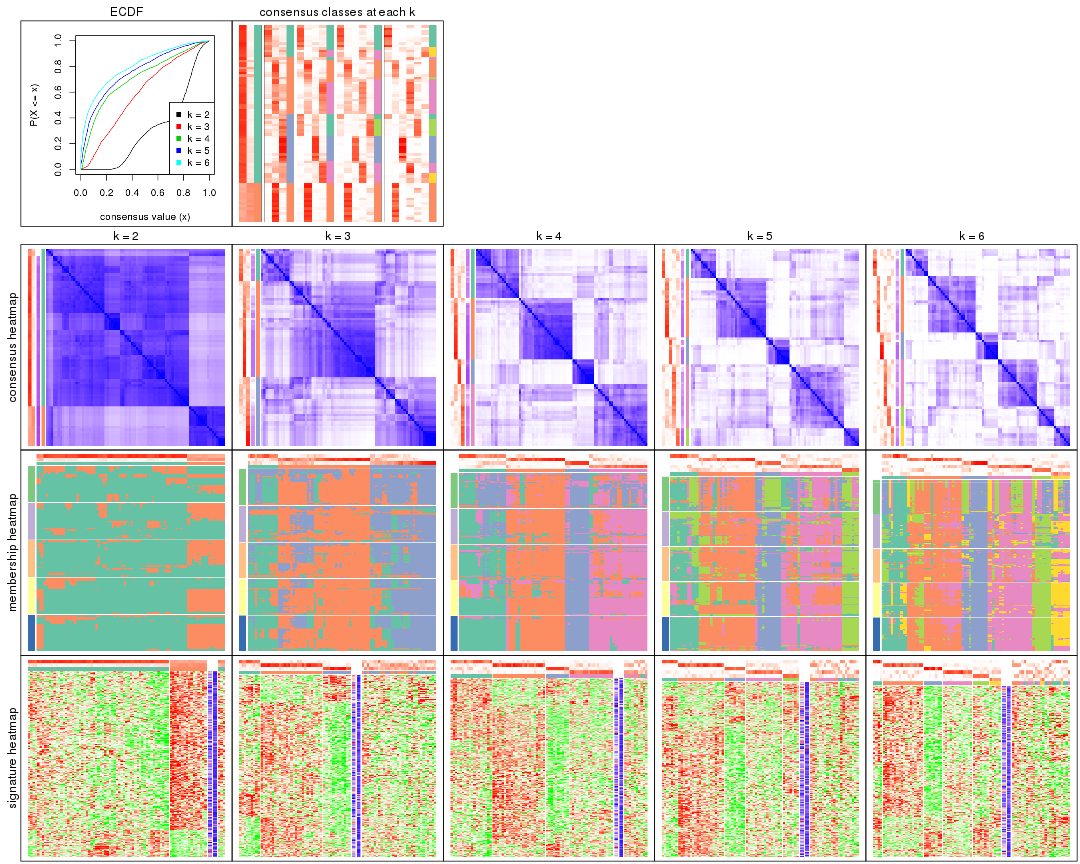 ECDF
consensus classes at each k
P(X <= x)
0.0 0.2 0.4 0.6 0.8 1.0
k = 2
k = 3
k = 4
k = 5
k = 6
0.0 0.2 0.4 0.6 0.8 1.0
consensus value (x)
k = 2 k = 3 k = 4 k = 5 k = 6
consensus heatmap
membership heatmap
signature heatmap